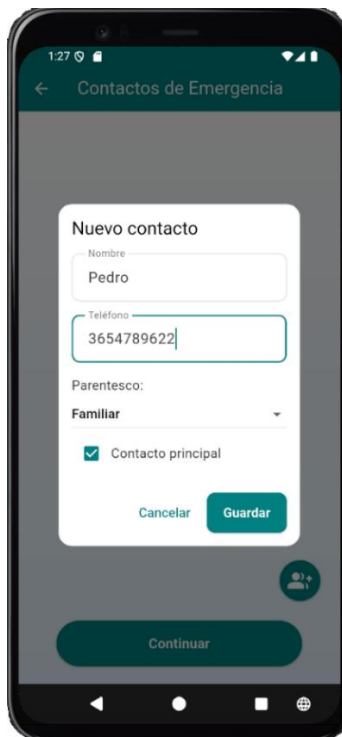 1:27
Contactos de Emergencia
Nuevo contacto
Nombre
Pedro
Teléfono
3654789622
Parentesco:
Familiar
Contacto principal
Cancelar Guardar
Continuar